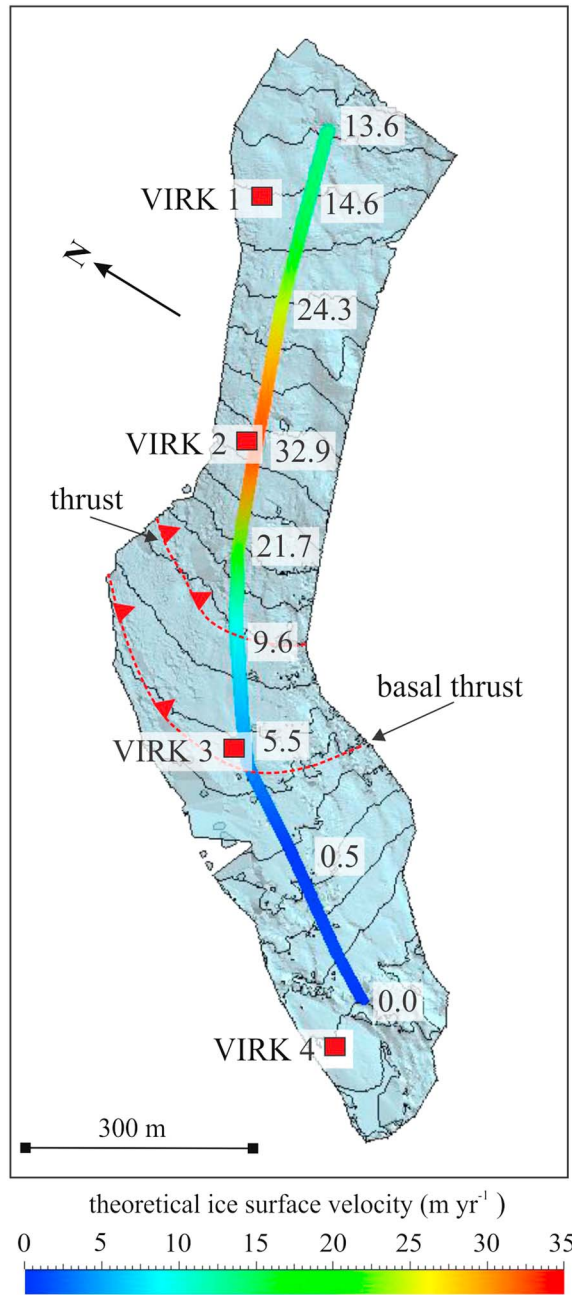 13.6
VIRK 1
14.6
N
24.3
VIRK 2
32.9
thrust
21.7
9.6
basal thrust
5.5
VIRK 3
0.5
0.0
VIRK 4
300 m
theoretical ice surface velocity (m yr⁻¹ )
0 5 10 15 20 25 30 35